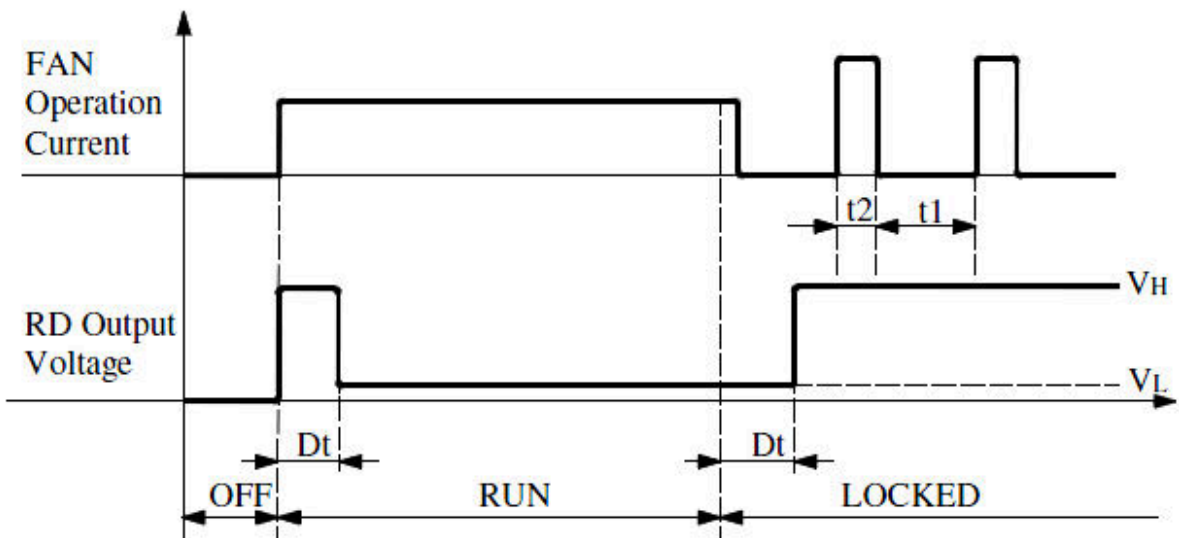 FAN
Operation
Current
t2
t1
VH
RD Output
Voltage
VL
Dt
Dt
OFF
RUN
LOCKED